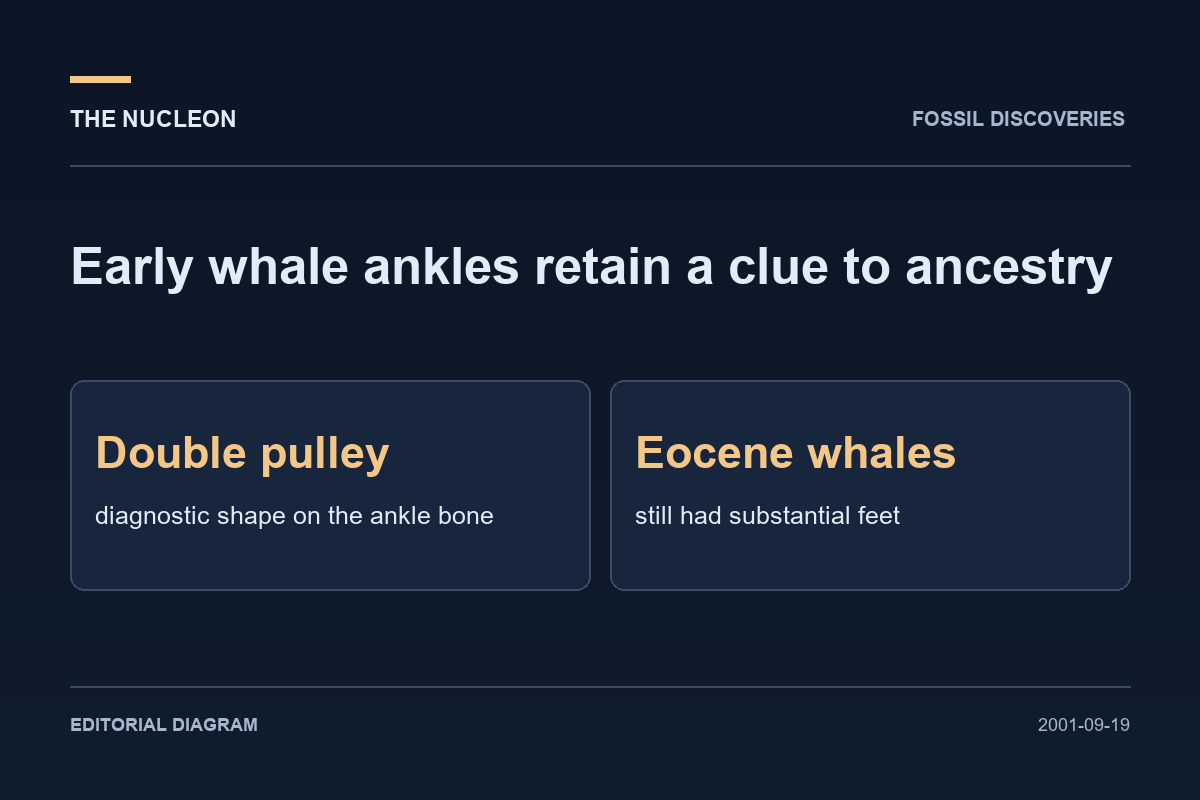 THE NUCLEON
FOSSIL DISCOVERIES
Early whale ankles retain a clue to ancestry
Double pulley
diagnostic shape on the ankle bone
Eocene whales
still had substantial feet
EDITORIAL DIAGRAM
2001-09-19